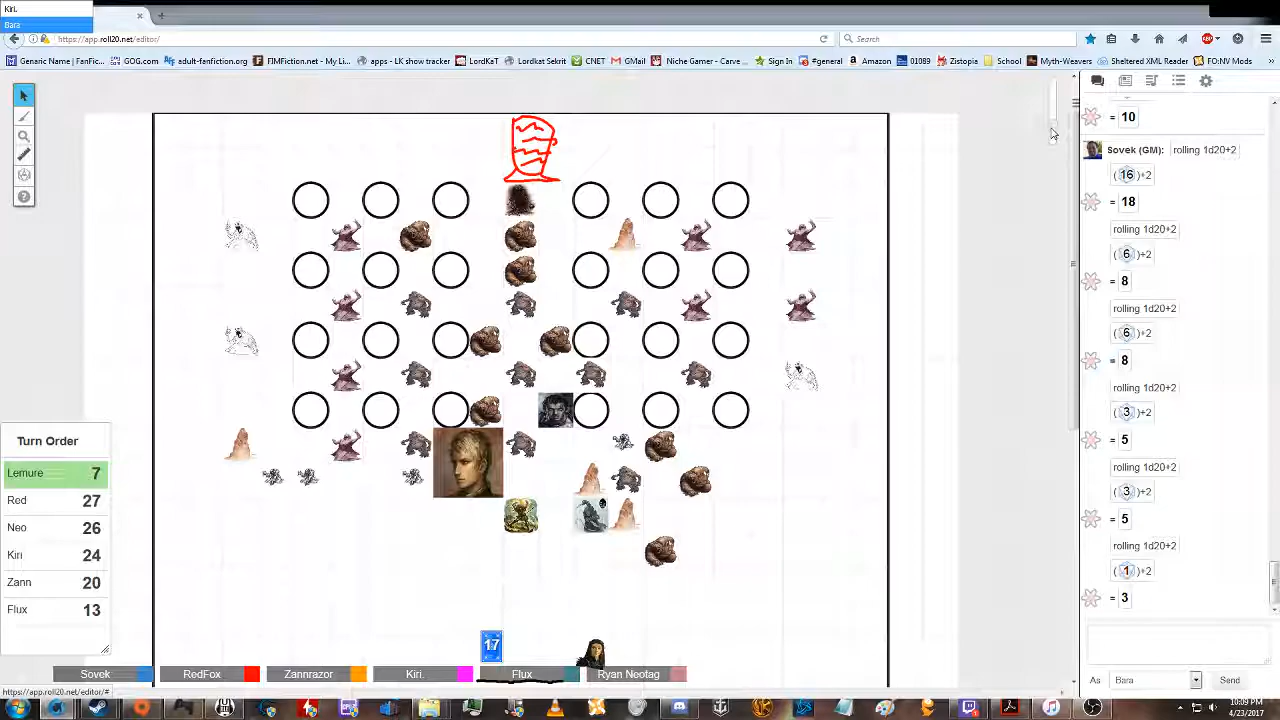 Kiri.
Bara
https://app.roll20.net/editor/
Search
Generic Name | FanFic...
GOG.com
adult-fanfiction.org
FIMFiction.net - My Li...
apps - LK show tracker
LordKAT
Lordkat Sekrit
CNET
GMail
Niche Gamer - Carve ...
Sign In
#general
Amazon
01089
Zistopia
School
Myth-Weavers
Sheltered XML Reader
FO:NV Mods
= 10
Sovek (GM): rolling 1d20+2
(16)+2
= 18
rolling 1d20+2
(6)+2
= 8
rolling 1d20+2
(6)+2
= 8
rolling 1d20+2
(3)+2
= 5
rolling 1d20+2
(3)+2
= 5
rolling 1d20+2
(1)+2
= 3
Turn Order
Lemure 7
Red 27
Neo 26
Kiri 24
Zann 20
Flux 13
17
Sovek
RedFox
Zannrazor
Kiri.
Flux
Ryan Neotag
As
Bara
Send
https://app.roll20.net/editor/#
10:09 PM
4/23/2017